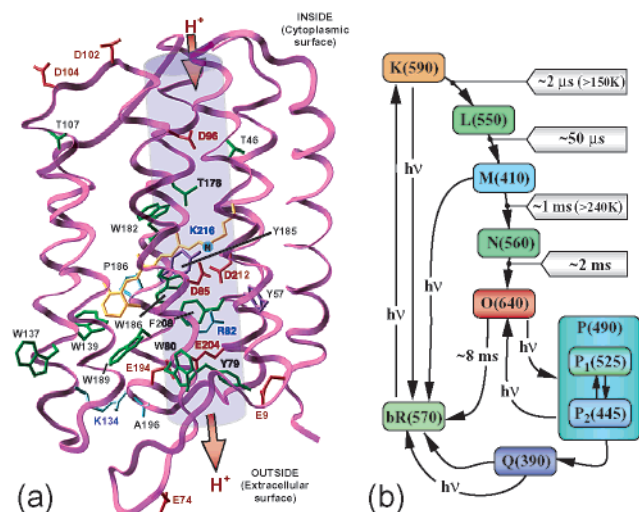 H+
INSIDE
(Cytoplasmic
surface)
D102
D104
T107
D96
T46
T178
W182
K216
N
Y185
P186
D85
D212
Y57
W186
F208
R82
W137
W139
W80
E204
Y79
W189
E194
K134
A196
E9
H+
OUTSIDE
(Extracellular
surface)
E74
(a)
K(590)
~2 μs (>150K)
L(550)
~50 μs
hν
hν
M(410)
~1 ms (>240K)
N(560)
~2 ms
O(640)
P(490)
~8 ms
hν
P1(525)
hν
hν
bR(570)
P2(445)
Q(390)
hν
(b)